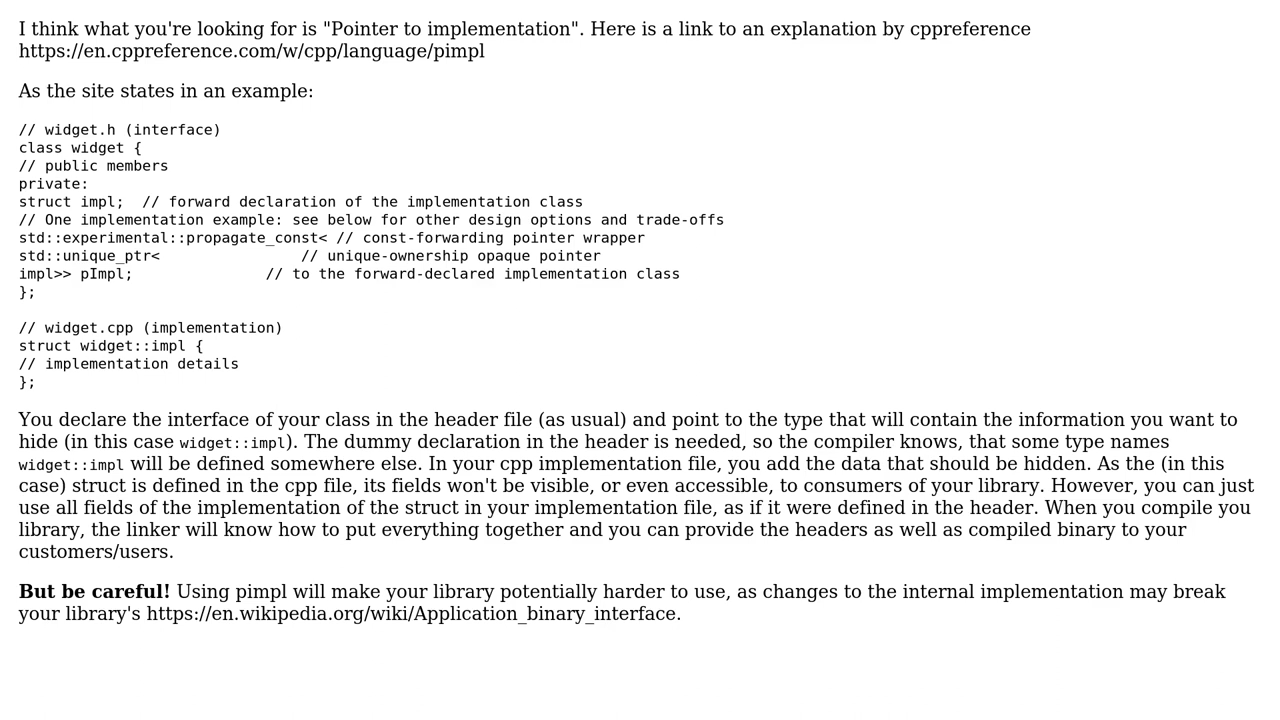 I think what you're looking for is "Pointer to implementation". Here is a link to an explanation by cppreference
https://en.cppreference.com/w/cpp/language/pimpl
As the site states in an example:
// widget.h (interface)
class widget {
// public members
private:
struct impl;  // forward declaration of the implementation class
// One implementation example: see below for other design options and trade-offs
std::experimental::propagate_const< // const-forwarding pointer wrapper
std::unique_ptr<                // unique-ownership opaque pointer
impl>> pImpl;               // to the forward-declared implementation class
};
// widget.cpp (implementation)
struct widget::impl {
// implementation details
};
You declare the interface of your class in the header file (as usual) and point to the type that will contain the information you want to
hide (in this case widget::impl). The dummy declaration in the header is needed, so the compiler knows, that some type names
widget::impl will be defined somewhere else. In your cpp implementation file, you add the data that should be hidden. As the (in this
case) struct is defined in the cpp file, its fields won't be visible, or even accessible, to consumers of your library. However, you can just
use all fields of the implementation of the struct in your implementation file, as if it were defined in the header. When you compile you
library, the linker will know how to put everything together and you can provide the headers as well as compiled binary to your
customers/users.
But be careful! Using pimpl will make your library potentially harder to use, as changes to the internal implementation may break
your library's https://en.wikipedia.org/wiki/Application_binary_interface.